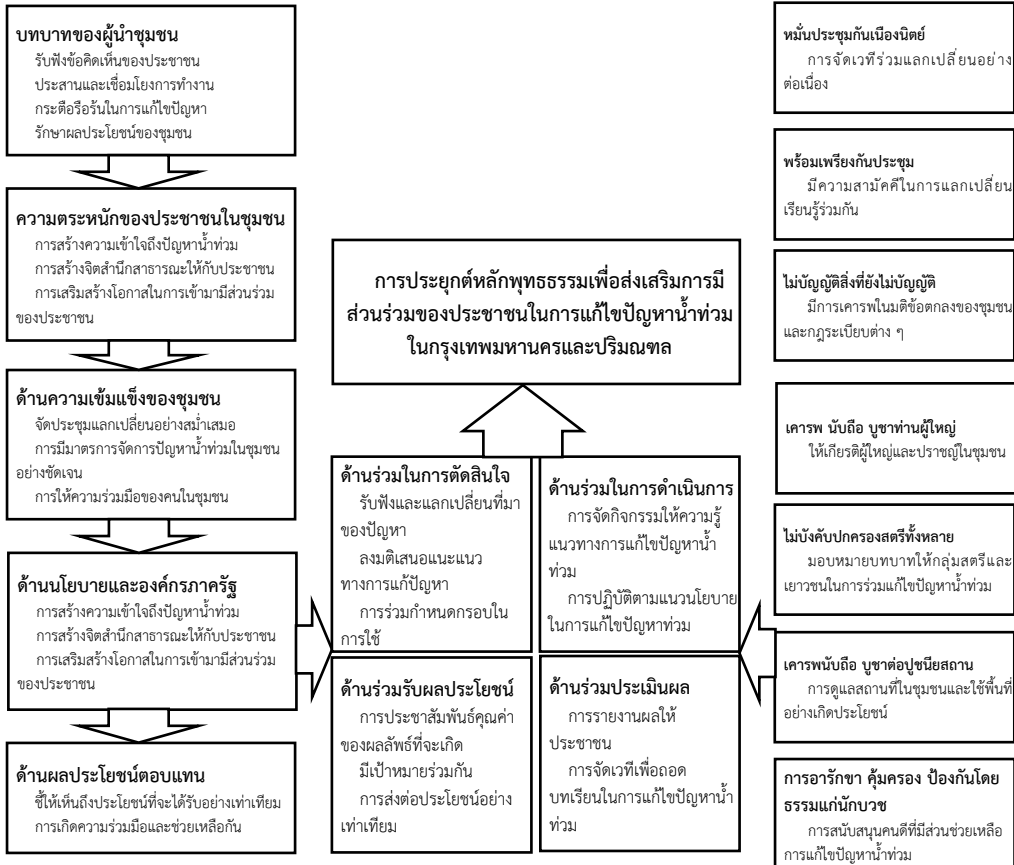 บทบาทของผู้นำชุมชน
รับฟังข้อคิดเห็นของประชาชน
ประสานและเชื่อมโยงการทำงาน
กระตือรือร้นในการแก้ไขปัญหา
รักษาผลประโยชน์ของชุมชน
ความตระหนักของประชาชนในชุมชน
การสร้างความเข้าใจถึงปัญหาน้ำท่วม
การสร้างจิตสำนึกสาธารณะให้กับประชาชน
การเสริมสร้างโอกาสในการเข้ามามีส่วนร่วม
ของประชาชน
ด้านความเข้มแข็งของชุมชน
จัดประชุมแลกเปลี่ยนอย่างสม่ำเสมอ
การมีมาตรการจัดการปัญหาน้ำท่วมในชุมชน
อย่างชัดเจน
การให้ความร่วมมือของคนในชุมชน
ด้านนโยบายและองค์กรภาครัฐ
การสร้างความเข้าใจถึงปัญหาน้ำท่วม
การสร้างจิตสำนึกสาธารณะให้กับประชาชน
การเสริมสร้างโอกาสในการเข้ามามีส่วนร่วม
ของประชาชน
ด้านผลประโยชน์ตอบแทน
ชี้ให้เห็นถึงประโยชน์ที่จะได้รับอย่างเท่าเทียม
การเกิดความร่วมมือและช่วยเหลือกัน
การประยุกต์หลักพุทธธรรมเพื่อส่งเสริมการมี
ส่วนร่วมของประชาชนในการแก้ไขปัญหาน้ำท่วม
ในกรุงเทพมหานครและปริมณฑล
ด้านร่วมในการตัดสินใจ
รับฟังและแลกเปลี่ยนที่มา
ของปัญหา
ลงมติเสนอแนะแนว
ทางการแก้ปัญหา
การร่วมกำหนดกรอบใน
การใช้
ด้านร่วมในการดำเนินการ
การจัดกิจกรรมให้ความรู้
แนวทางการแก้ไขปัญหาน้ำ
ท่วม
การปฏิบัติตามแนวนโยบาย
ในการแก้ไขปัญหาท่วม
ด้านร่วมรับผลประโยชน์
การประชาสัมพันธ์คุณค่า
ของผลลัพธ์ที่จะเกิด
มีเป้าหมายร่วมกัน
การส่งต่อประโยชน์อย่าง
เท่าเทียม
ด้านร่วมประเมินผล
การรายงานผลให้
ประชาชน
การจัดเวทีเพื่อถอด
บทเรียนในการแก้ไขปัญหาน้ำ
ท่วม
หมั่นประชุมกันเนืองนิตย์
การจัดเวทีร่วมแลกเปลี่ยนอย่าง
ต่อเนื่อง
พร้อมเพรียงกันประชุม
มีความสามัคคีในการแลกเปลี่ยน
เรียนรู้ร่วมกัน
ไม่บัญญัติสิ่งที่ยังไม่บัญญัติ
มีการเคารพในมติข้อตกลงของชุมชน
และกฎระเบียบต่าง ๆ
เคารพ นับถือ บูชาท่านผู้ใหญ่
ให้เกียรติผู้ใหญ่และปราชญ์ในชุมชน
ไม่บังคับปกครองสตรีทั้งหลาย
มอบหมายบทบาทให้กลุ่มสตรีและ
เยาวชนในการร่วมแก้ไขปัญหาน้ำท่วม
เคารพนับถือ บูชาต่อปูชนียสถาน
การดูแลสถานที่ในชุมชนและใช้พื้นที่
อย่างเกิดประโยชน์
การอารักขา คุ้มครอง ป้องกันโดย
ธรรมแก่นักบวช
การสนับสนุนคนดีที่มีส่วนช่วยเหลือ
การแก้ไขปัญหาน้ำท่วม